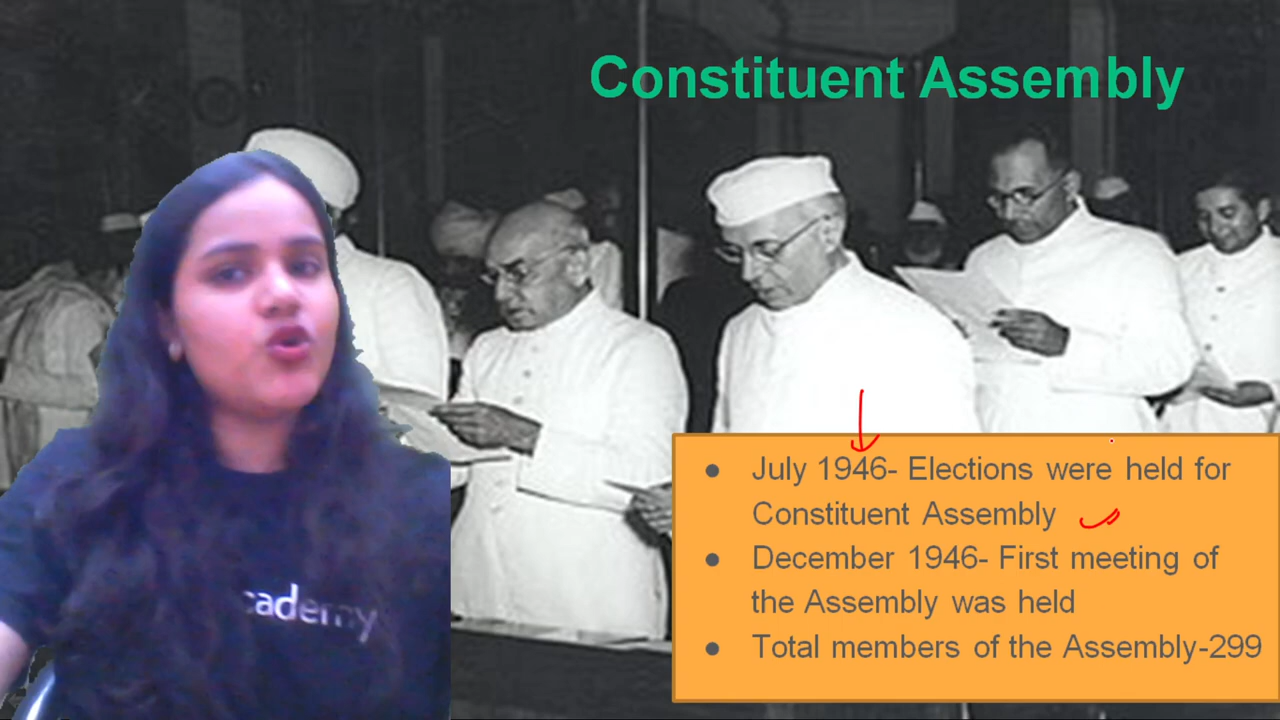 Constituent Assembly
July 1946- Elections were held for
Constituent Assembly
December 1946- First meeting of
the Assembly was held
Total members of the Assembly-299
cademy